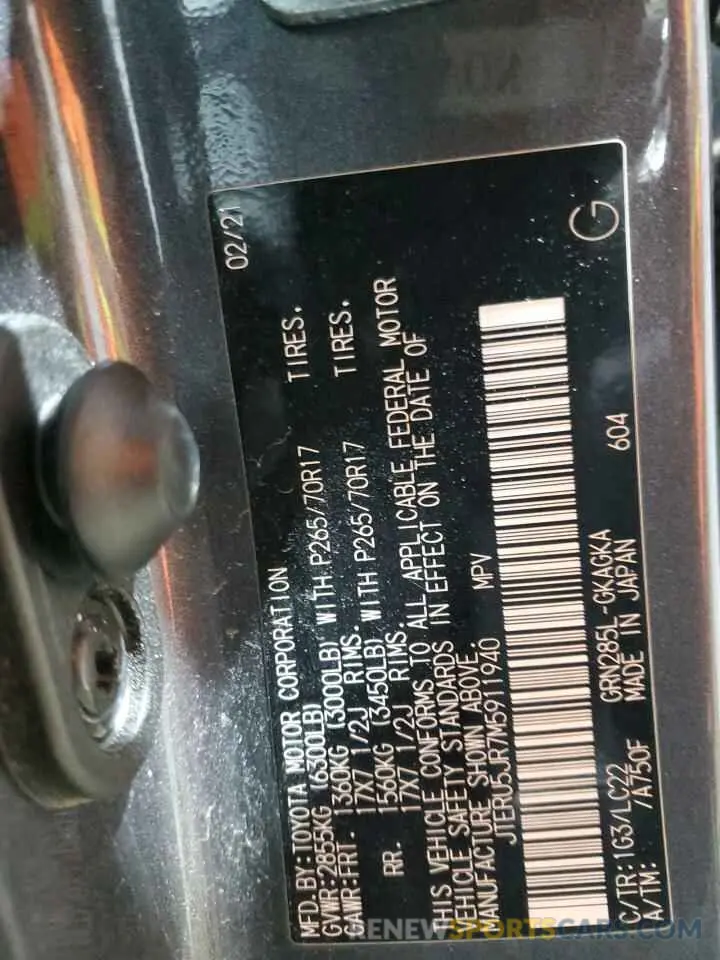 MFD.BY:TOYOTA MOTOR CORPORATION 02/21
GVWR:2855KG (6300LB)
GAWR:FRT. 1360KG (3000LB) WITH P265/70R17 TIRES.
17X7 1/2J RIMS.
RR. 1560KG (3450LB) WITH P265/70R17 TIRES.
17X7 1/2J RIMS.
THIS VEHICLE CONFORMS TO ALL APPLICABLE FEDERAL MOTOR
VEHICLE SAFETY STANDARDS IN EFFECT ON THE DATE OF
MANUFACTURE SHOWN ABOVE.
JTERU5JR7M5911940 MPV
C/TR:1G3/LC22 GRN285L-GKAGKA
A/TM: /A750F MADE IN JAPAN 604
G
RENEWSPORTCARS.COM